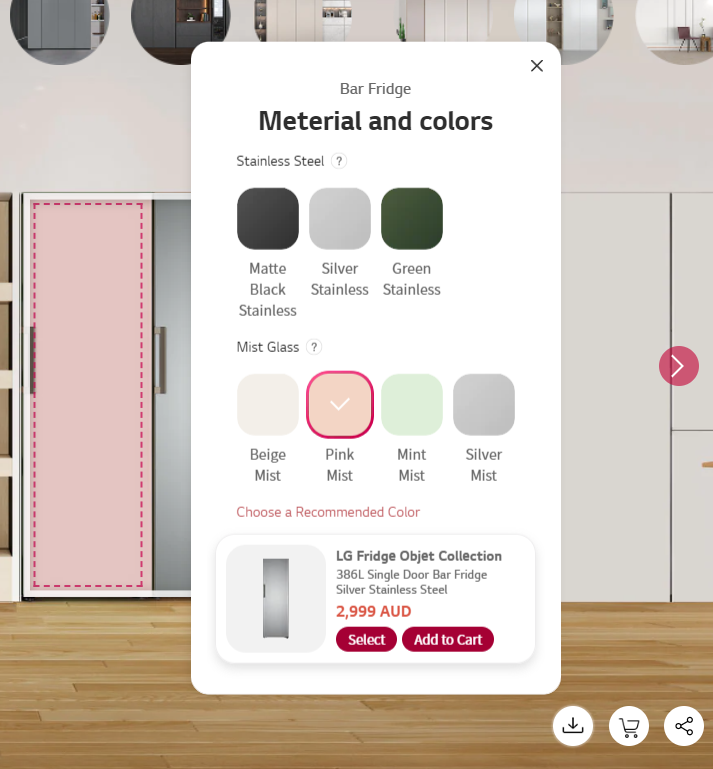 Bar Fridge
Meterial and colors
Stainless Steel ?
Matte
Black
Stainless
Silver
Stainless
Green
Stainless
Mist Glass ?
Beige
Mist
Pink
Mist
Mint
Mist
Silver
Mist
Choose a Recommended Color
LG Fridge Objet Collection
386L Single Door Bar Fridge
Silver Stainless Steel
2,999 AUD
Select Add to Cart